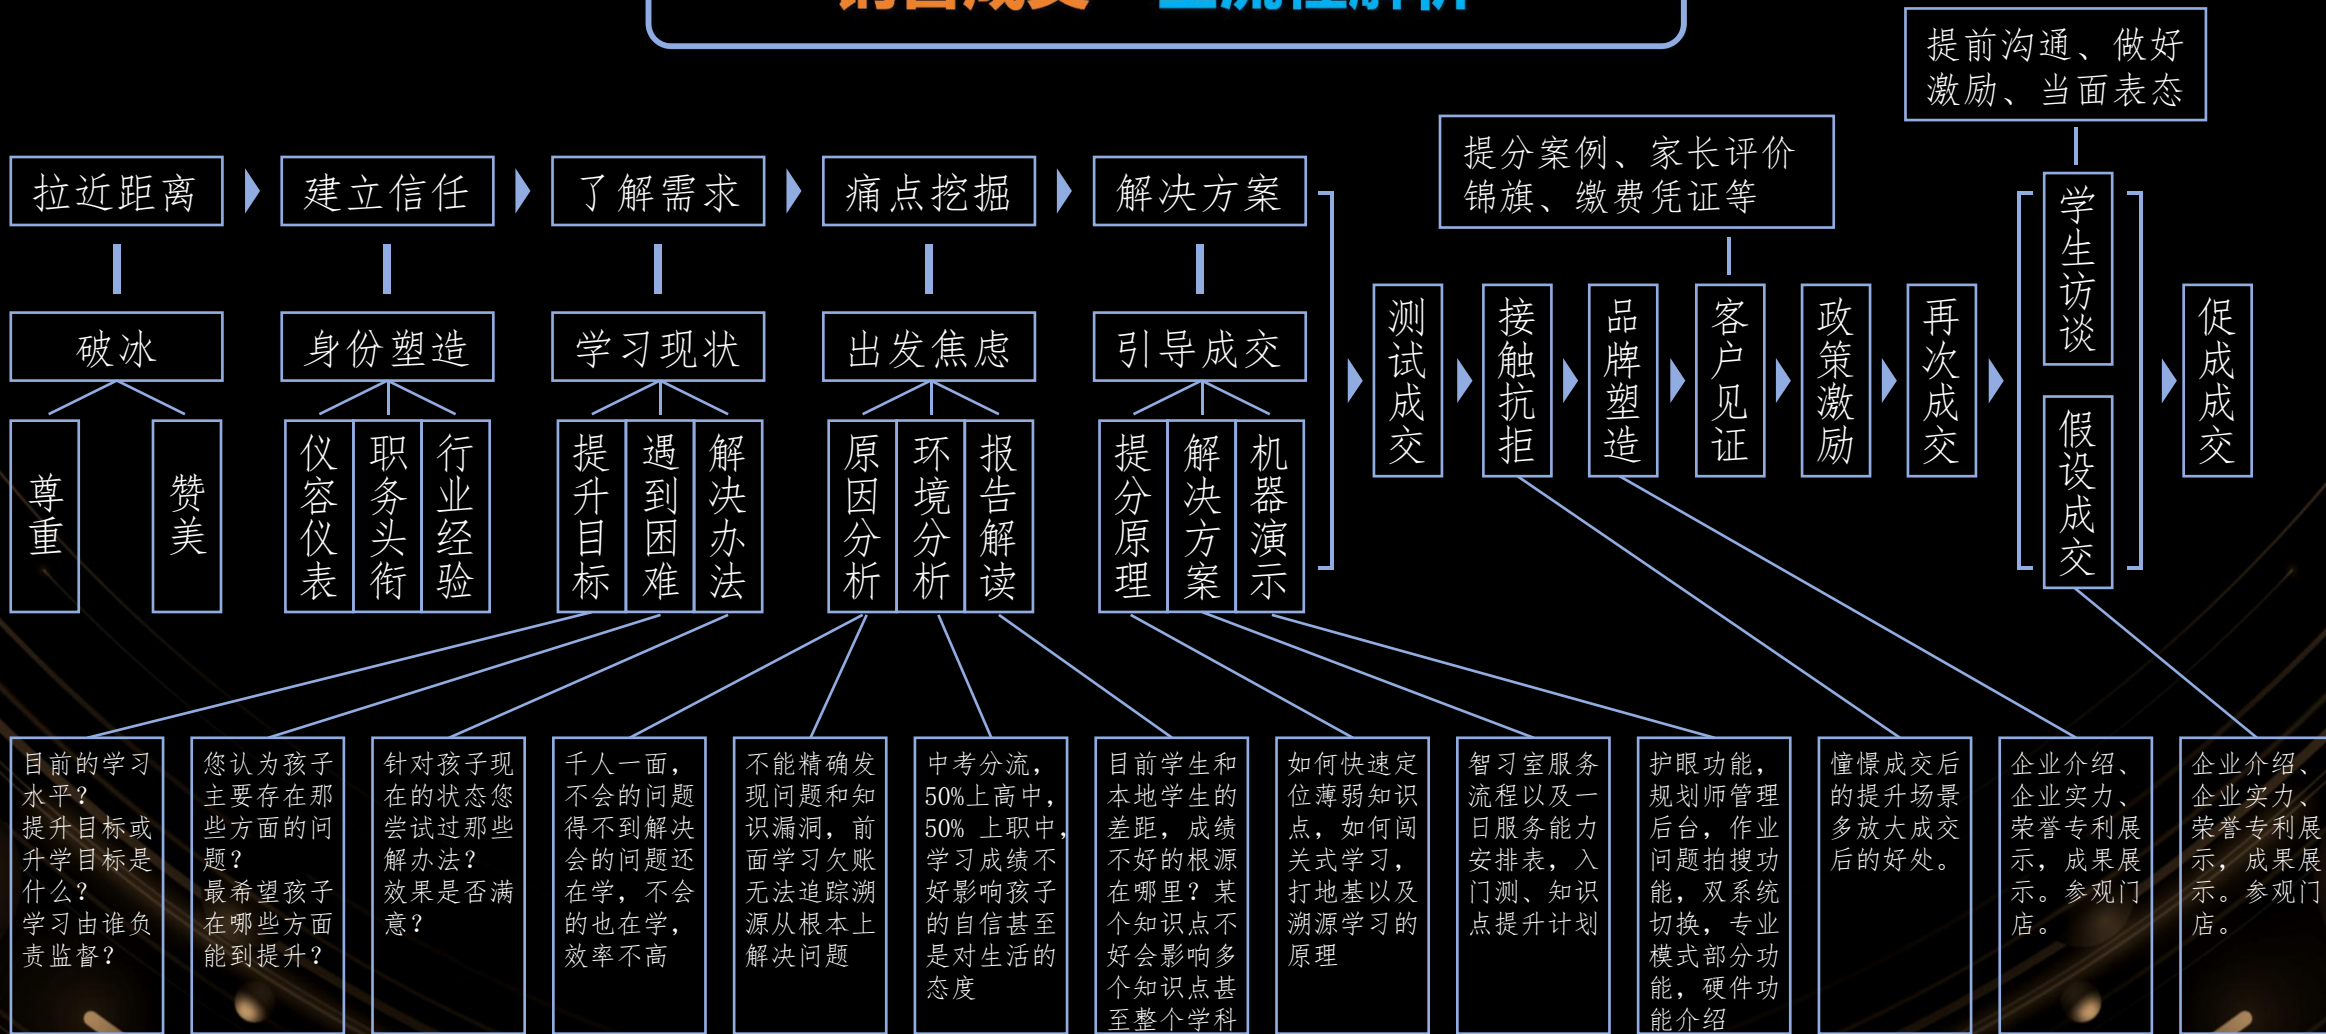 销售成交 全流程解析
提前沟通、做好
激励、当面表态
提分案例、家长评价
锦旗、缴费凭证等
拉近距离
建立信任
了解需求
痛点挖掘
解决方案
破冰
身份塑造
学习现状
出发焦虑
引导成交
尊重
赞美
仪容仪表
职务头衔
行业经验
提升目标
遇到困难
解决办法
原因分析
环境分析
报告解读
提分原理
解决方案
机器演示
测试成交
接触抗拒
品牌塑造
客户见证
政策激励
再次成交
学生访谈
假设成交
促成成交
目前的学习
水平？
提升目标或
升学目标是
什么？
学习由谁负
责监督？
您认为孩子
主要存在那
些方面的问
题？
最希望孩子
在哪些方面
能到提升？
针对孩子现
在的状态您
尝试过那些
解办法？
效果是否满
意？
千人一面，
不会的问题
得不到解决
会的问题还
在学，不会
的也在学，
效率不高
不能精确发
现问题和知
识漏洞，前
面学习欠账
无法追踪溯
源从根本上
解决问题
中考分流，
50%上高中，
50% 上职中，
学习成绩不
好影响孩子
的自信甚至
是对生活的
态度
目前学生和
本地学生的
差距，成绩
不好的根源
在哪里？某
个知识点不
好会影响多
个知识点甚
至整个学科
如何快速定
位薄弱知识
点，如何闯
关式学习，
打地基以及
溯源学习的
原理
智习室服务
流程以及一
日服务能力
安排表，入
门测、知识
点提升计划
护眼功能，
规划师管理
后台，作业
问题拍搜功
能，双系统
切换，专业
模式部分功
能，硬件功
能介绍
憧憬成交后
的提升场景
多放大成交
后的好处。
企业介绍、
企业实力、
荣誉专利展
示，成果展
示。参观门
店。
企业介绍、
企业实力、
荣誉专利展
示，成果展
示。参观门
店。